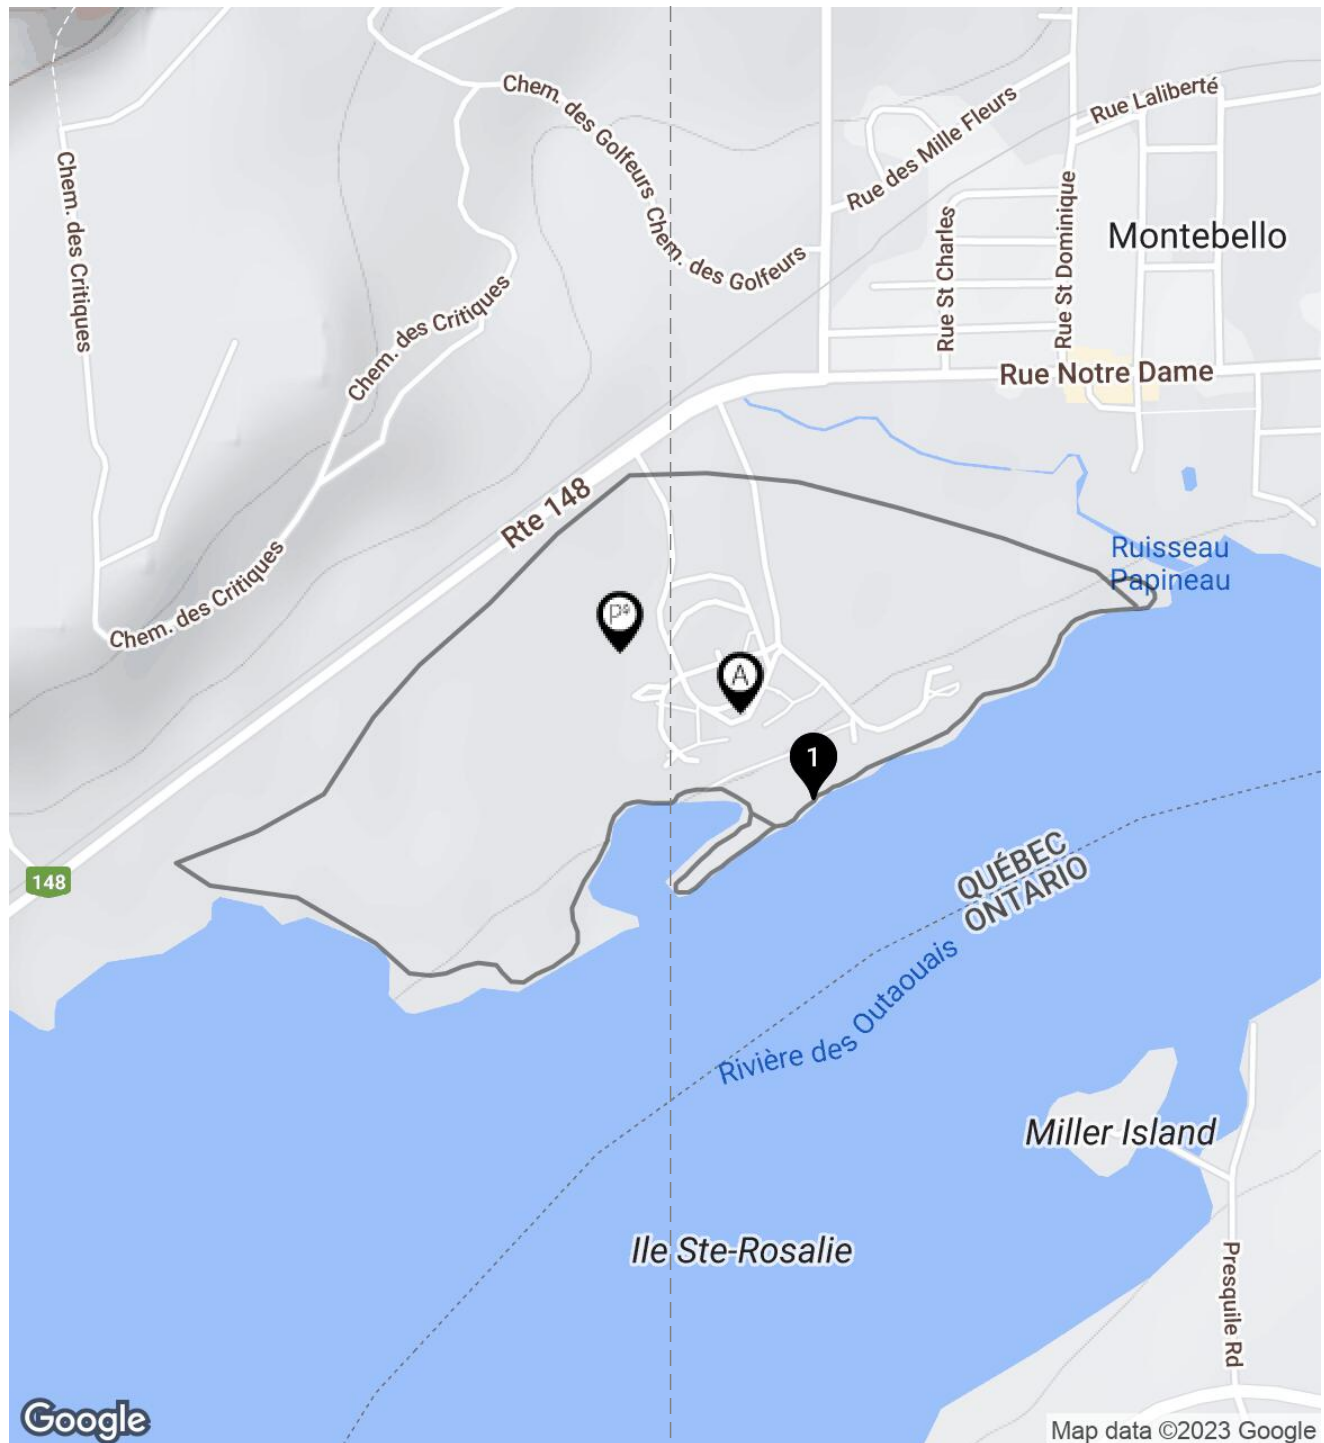 Chem. des Golfeurs
Chem. des Golfeurs
Rue des Mille Fleurs
Rue Laliberté
Chem. des Critiques
Rue St Charles
Rue St Dominique
Montebello
Chem. des Critiques
Rue Notre Dame
Rte 148
Chem. des Critiques
Ruisseau
Papineau
A
1
148
QUÉBEC
ONTARIO
Rivière des Outaouais
Miller Island
Ile Ste-Rosalie
Presquile Rd
Google
Map data ©2023 Google